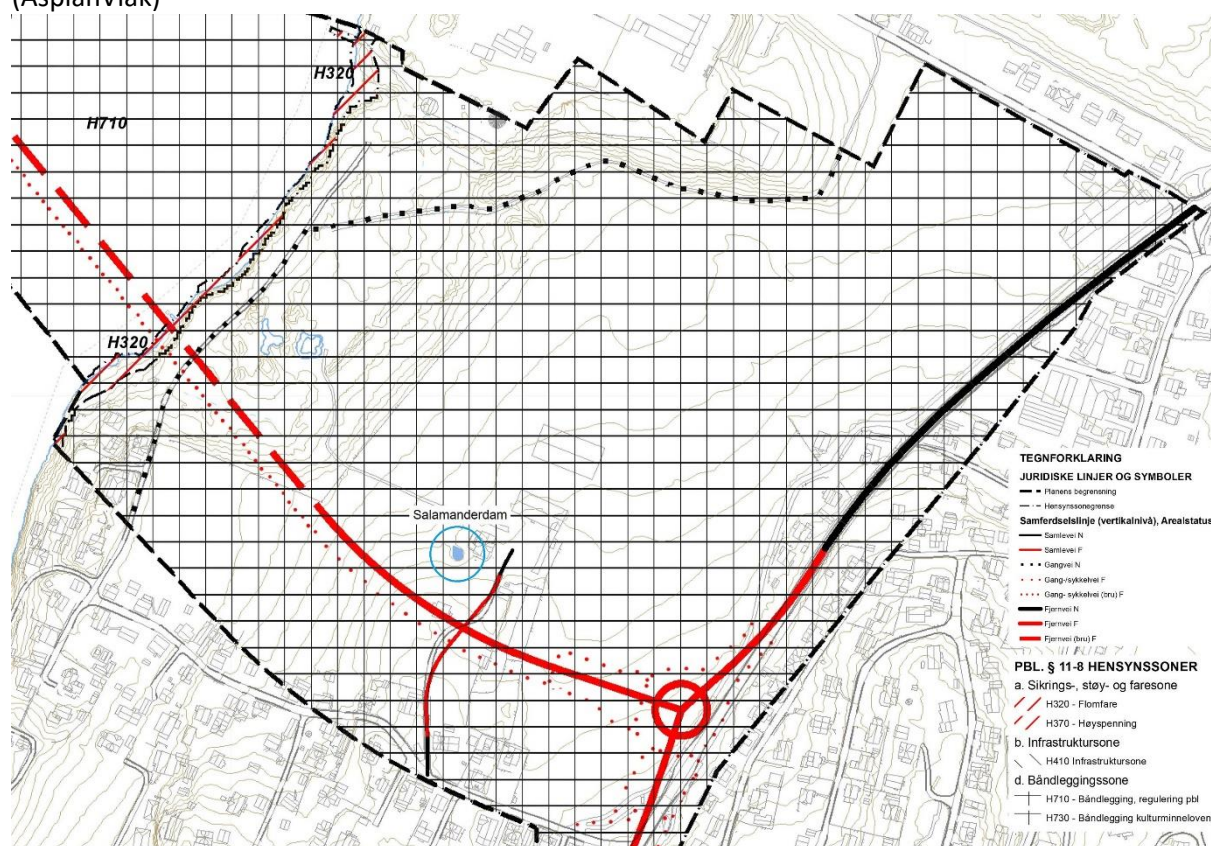 (AsplanViak)
H320
H710
H320
Salamanderdam
TEGNFORKLARING
JURIDISKE LINJER OG SYMBOLER
Planens begrensning
Hensynssonegrense
Samferdselslinje (vertikalnivå), Arealstatus
Samlevei N
Samlevei F
Gangvei N
Gang-/sykkelvei F
Gang- sykkelvei (bru) F
Fjernvei N
Fjernvei F
Fjernvei (bru) F
PBL. § 11-8 HENSYNSSONER
a. Sikrings-, støy- og faresone
H320 - Flomfare
H370 - Høyspenning
b. Infrastruktursone
H410 Infrastruktursone
d. Båndleggingssone
H710 - Båndlegging, regulering pbl
H730 - Båndlegging kulturminneloven